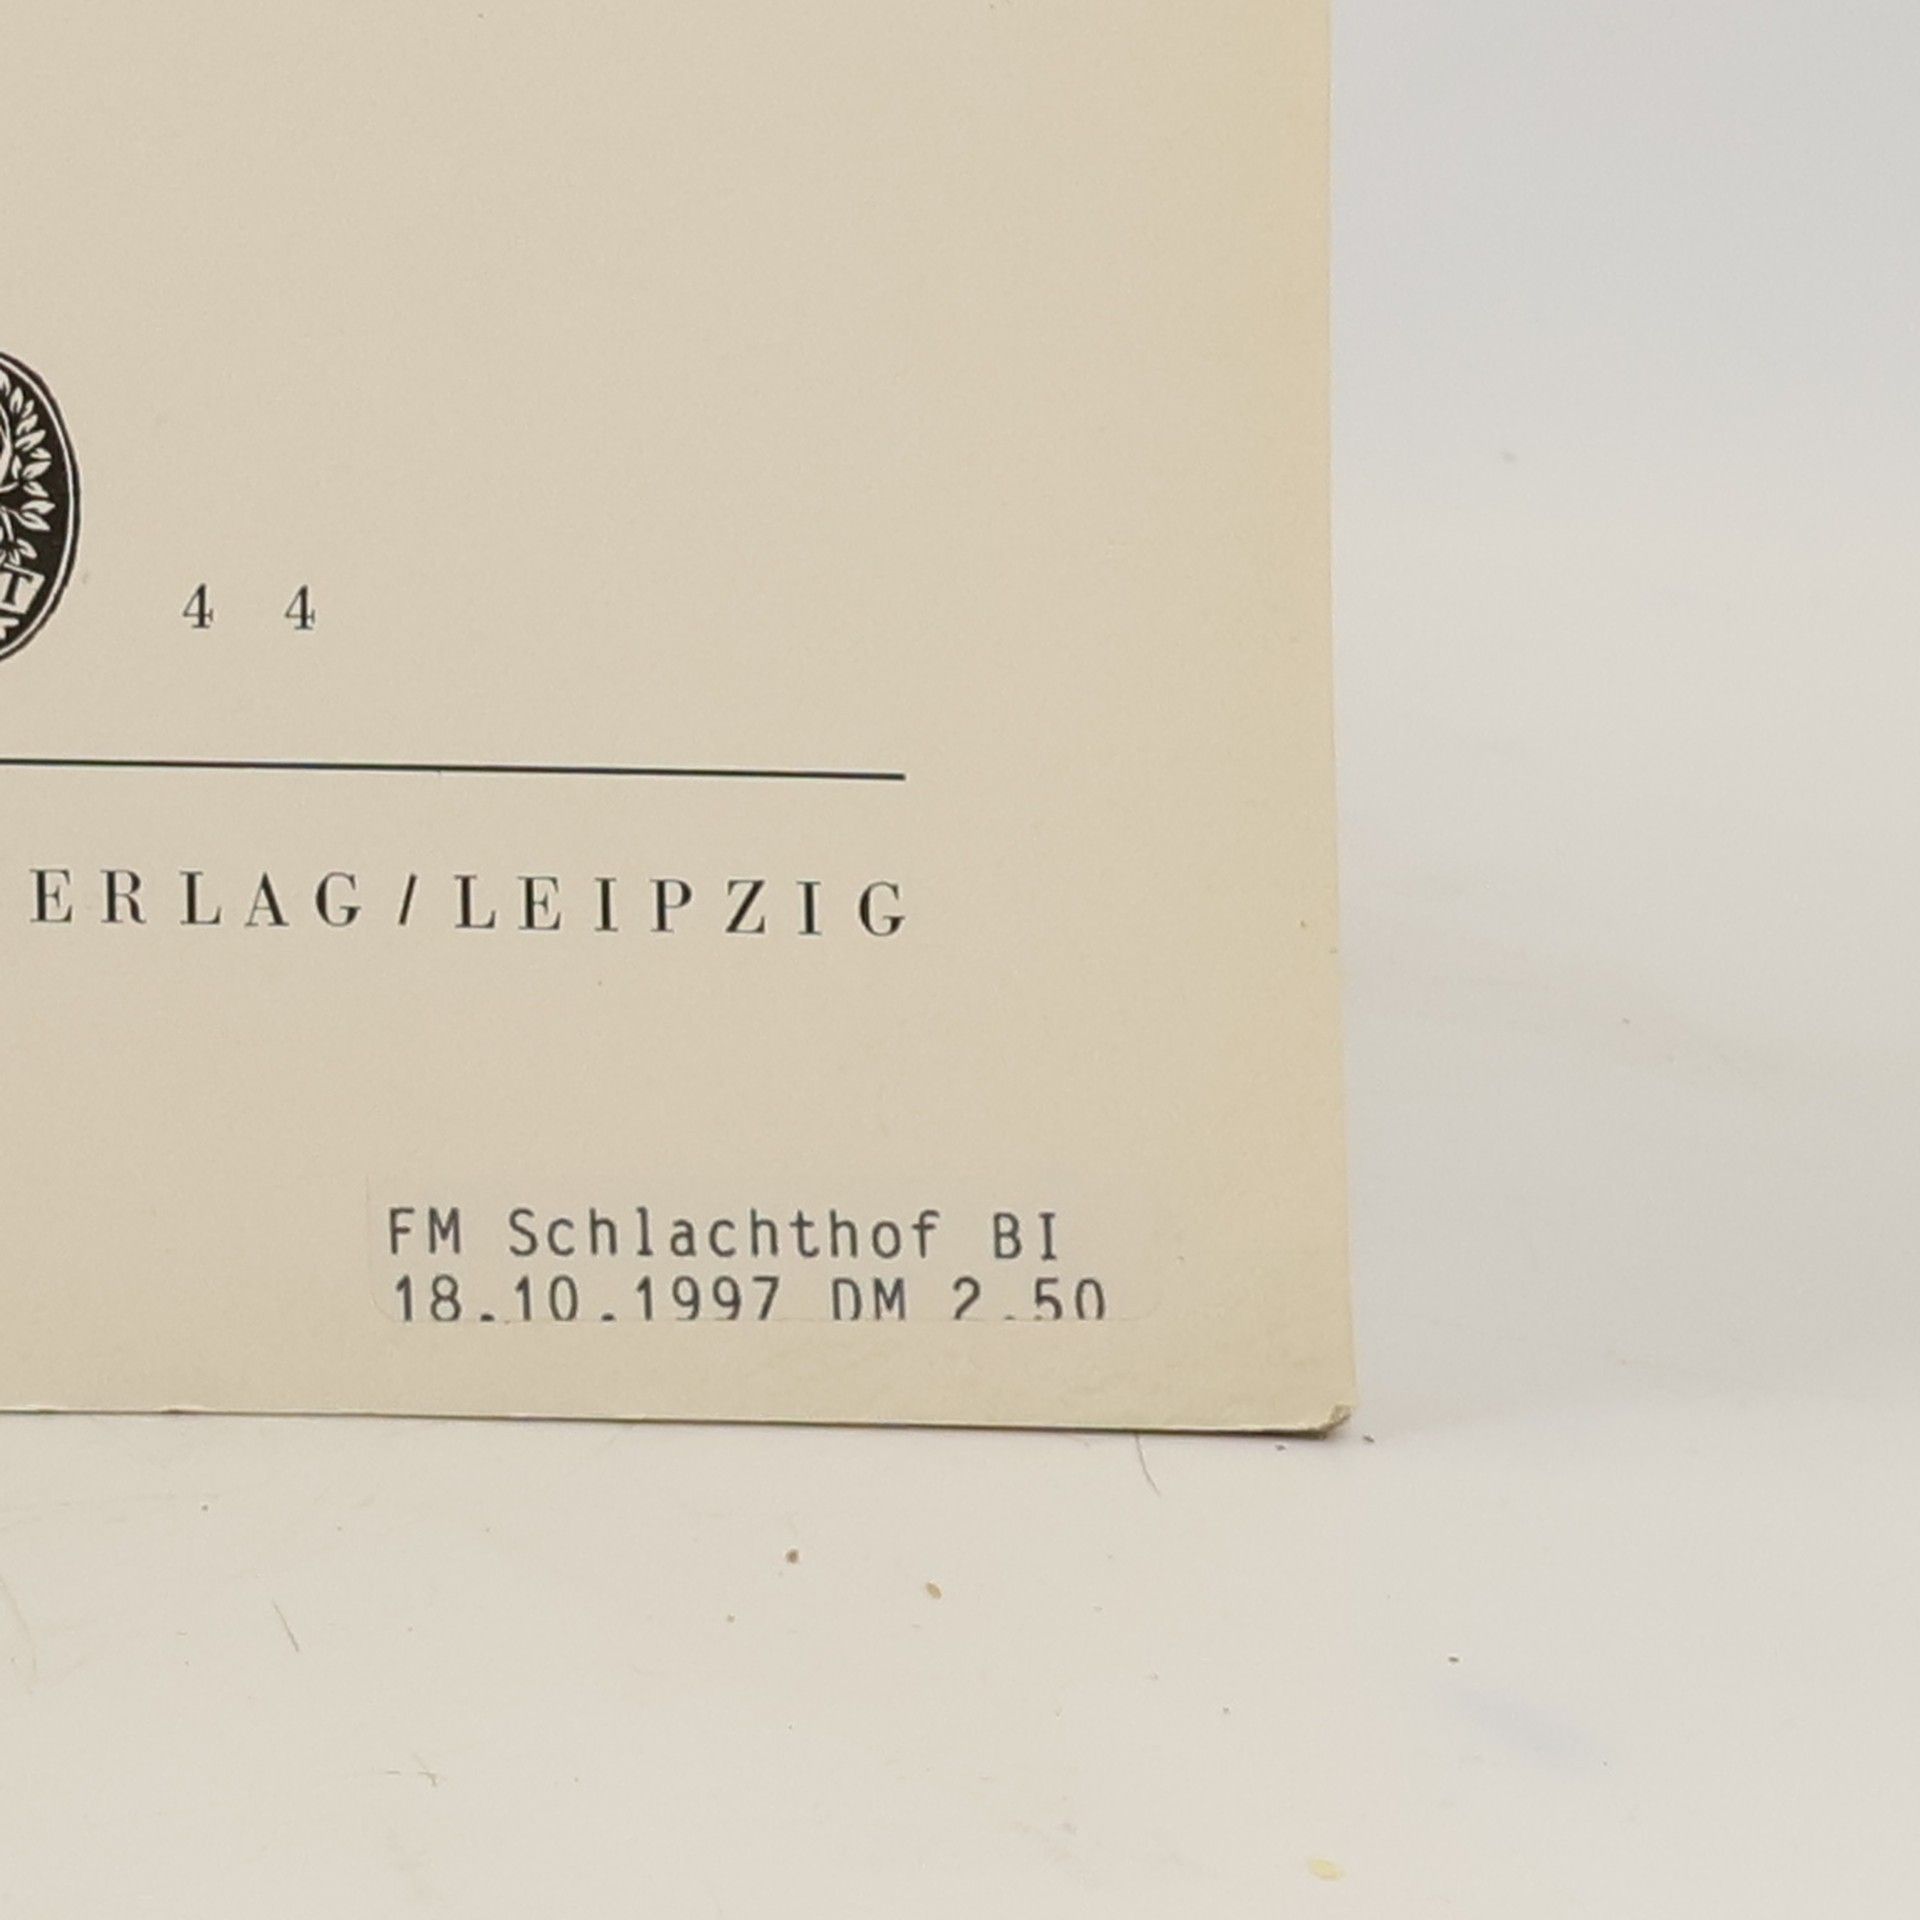 T
4 4
ERLAG/LEIPZIG
FM Schlachthof BI
18.10.1997 DM 2.50